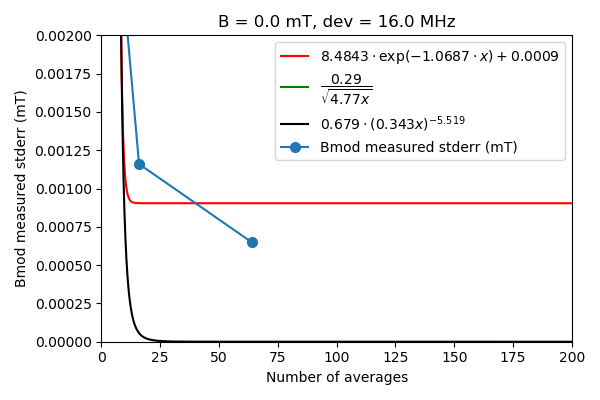 B = 0.0 mT, dev = 16.0 MHz
Bmod measured stderr (mT)
0.00200
0.00175
0.00150
0.00125
0.00100
0.00075
0.00050
0.00025
0.00000
8.4843 · exp(−1.0687 · x) + 0.0009
0.29
√4.77x
0.679 · (0.343x)^−5.519
Bmod measured stderr (mT)
0 25 50 75 100 125 150 175 200
Number of averages